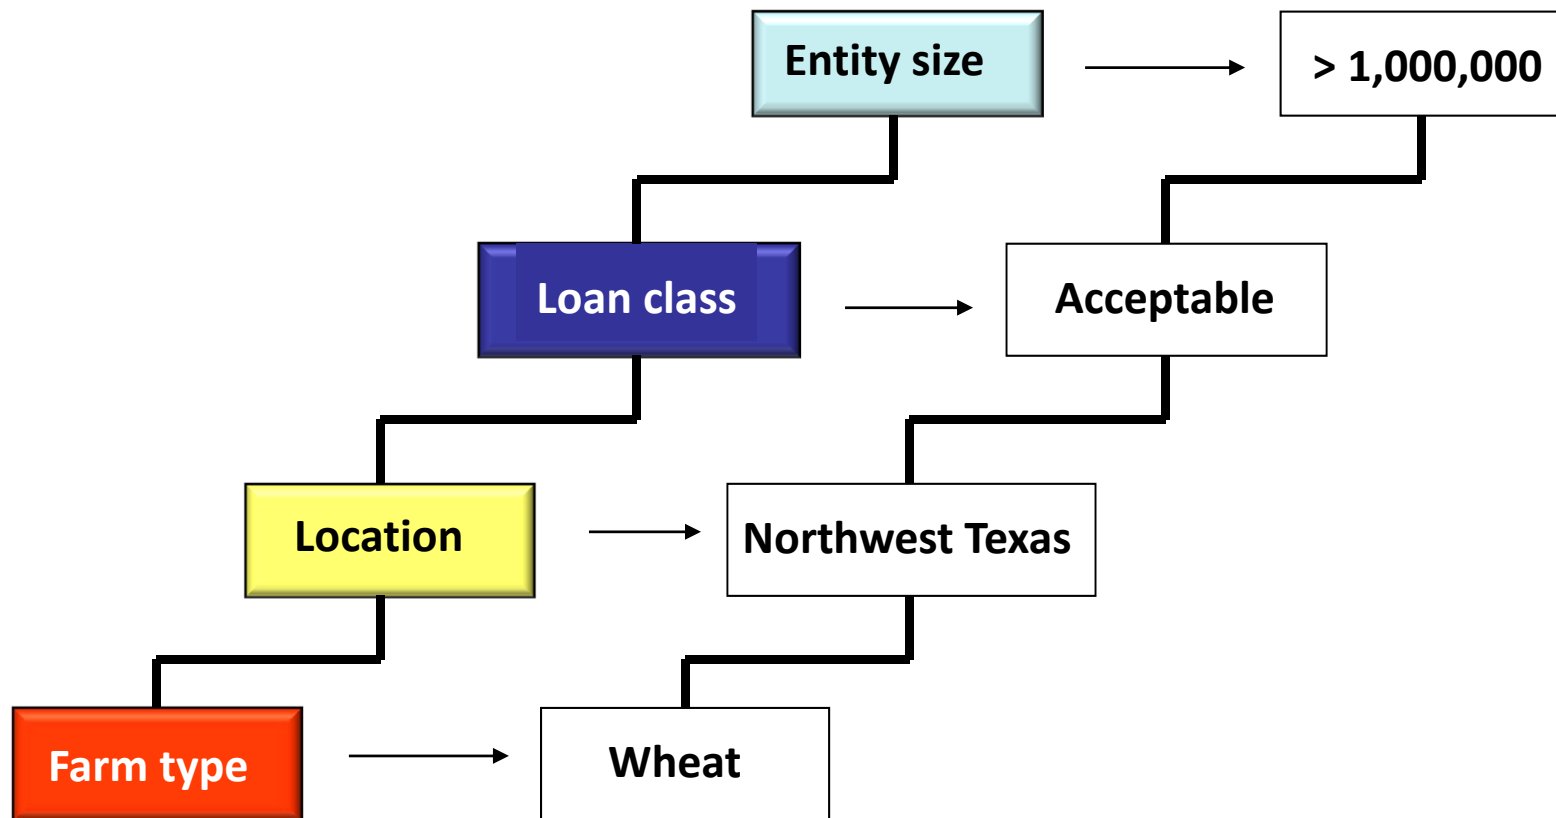 Entity size
> 1,000,000
Loan class
Acceptable
Location
Northwest Texas
Farm type
Wheat